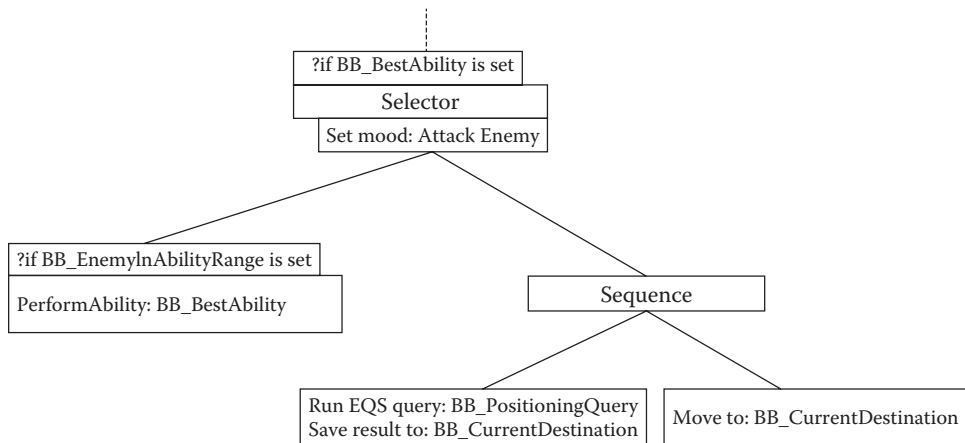 ?if BB_BestAbility is set
Selector
Set mood: Attack Enemy
?if BB_EnemylnAbilityRange is set
PerformAbility: BB_BestAbility
Sequence
Run EQS query: BB_PositioningQuery
Save result to: BB_CurrentDestination
Move to: BB_CurrentDestination